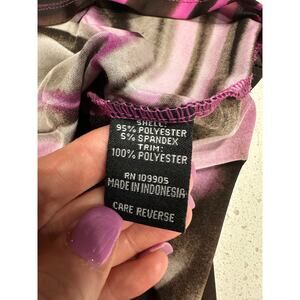 SHELL:
95% POLYESTER
5% SPANDEX
TRIM:
100% POLYESTER
RN 109905
MADE IN INDONESIA
CARE REVERSE